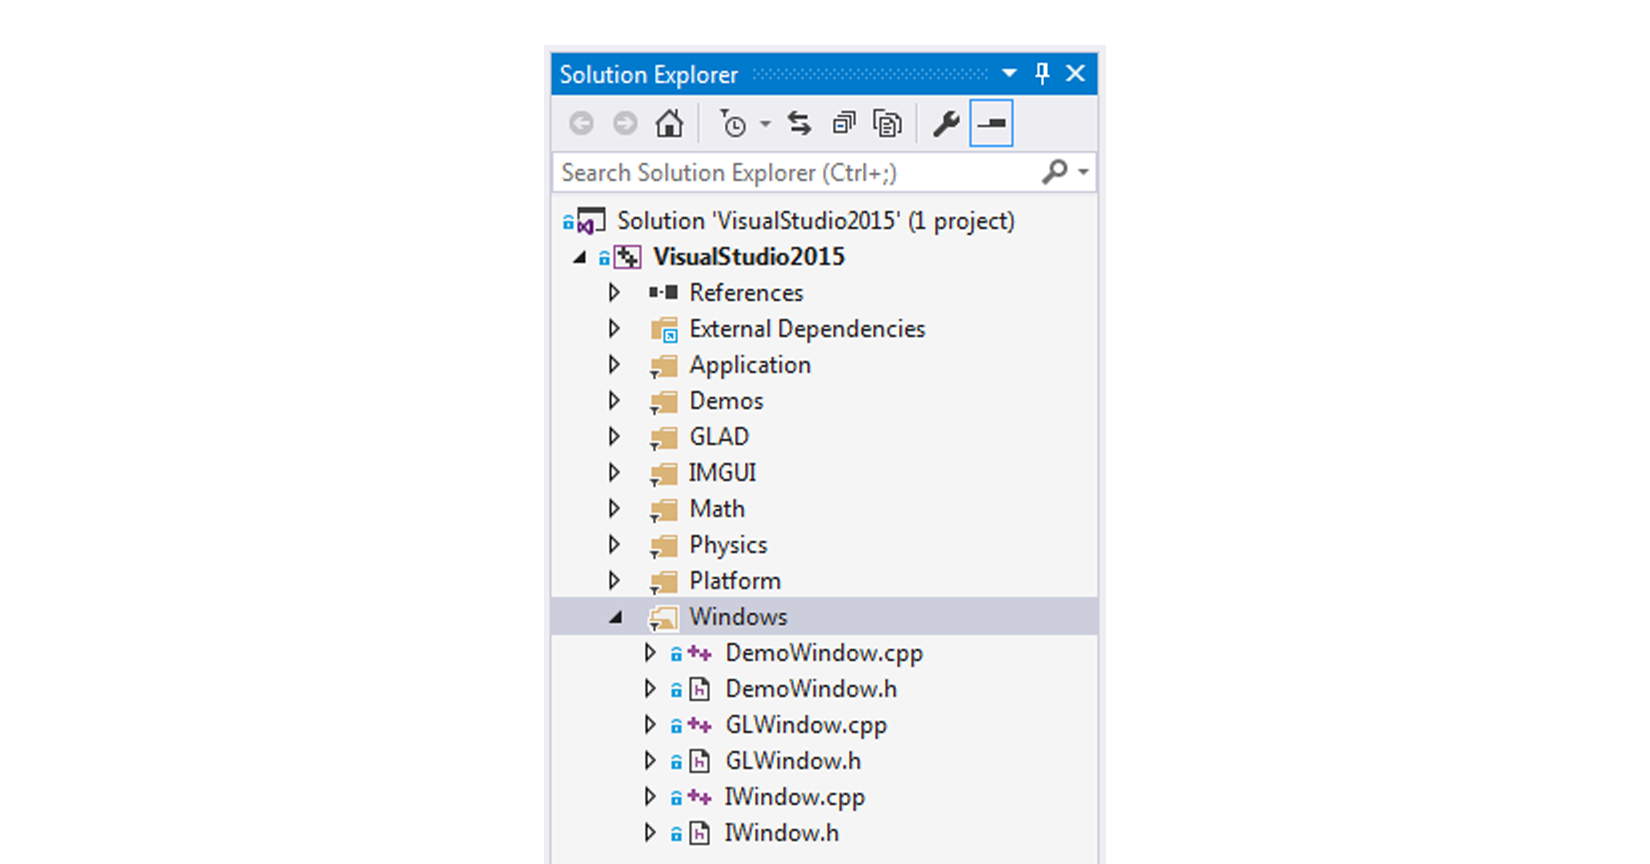 Solution Explorer
Search Solution Explorer (Ctrl+;)
Solution 'VisualStudio2015' (1 project)
VisualStudio2015
References
External Dependencies
Application
Demos
GLAD
IMGUI
Math
Physics
Platform
Windows
DemoWindow.cpp
DemoWindow.h
GLWindow.cpp
GLWindow.h
IWindow.cpp
IWindow.h